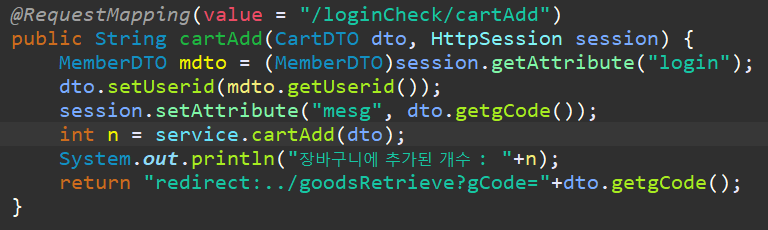 @RequestMapping(value = "/loginCheck/cartAdd")
public String cartAdd(CartDTO dto, HttpSession session) {
MemberDTO mdto = (MemberDTO)session.getAttribute("login");
dto.setUserid(mdto.getUserid());
session.setAttribute("mesg", dto.getgCode());
int n = service.cartAdd(dto);
System.out.println("장바구니에 추가된 개수 : "+n);
return "redirect:../goodsRetrieve?gCode="+dto.getgCode();
}